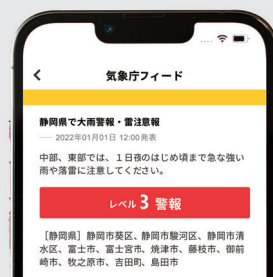 気象庁フィード
静岡県で大雨警報・雷注意報
── 2022年01月01日 12:00 発表
中部、東部では、1日夜のはじめ頃まで急な強い
雨や落雷に注意してください。
レベル3 警報
［静岡県］静岡市葵区、静岡市駿河区、静岡市清
水区、富士市、富士宮市、焼津市、藤枝市、御前
崎市、牧之原市、吉田町、島田市